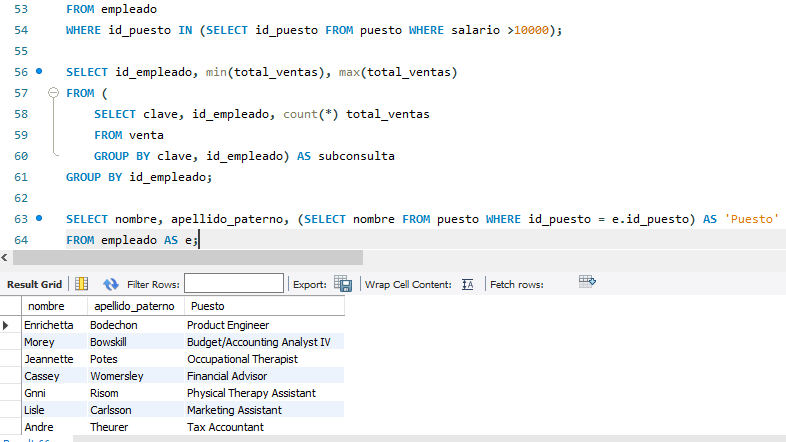 53 FROM empleado
54 WHERE id_puesto IN (SELECT id_puesto FROM puesto WHERE salario >10000);
55
56 SELECT id_empleado, min(total_ventas), max(total_ventas)
57 FROM (
58 SELECT clave, id_empleado, count(*) total_ventas
59 FROM venta
60 GROUP BY clave, id_empleado) AS subconsulta
61 GROUP BY id_empleado;
62
63 SELECT nombre, apellido_paterno, (SELECT nombre FROM puesto WHERE id_puesto = e.id_puesto) AS 'Puesto'
64 FROM empleado AS e;
Result Grid Filter Rows: Export: Wrap Cell Content: Fetch rows:
nombre apellido_paterno Puesto
Enrichetta Bodechon Product Engineer
Morey Bowskill Budget/Accounting Analyst IV
Jeannette Potes Occupational Therapist
Cassey Womersley Financial Advisor
Gnni Risom Physical Therapy Assistant
Lisle Carlsson Marketing Assistant
Andre Theurer Tax Accountant